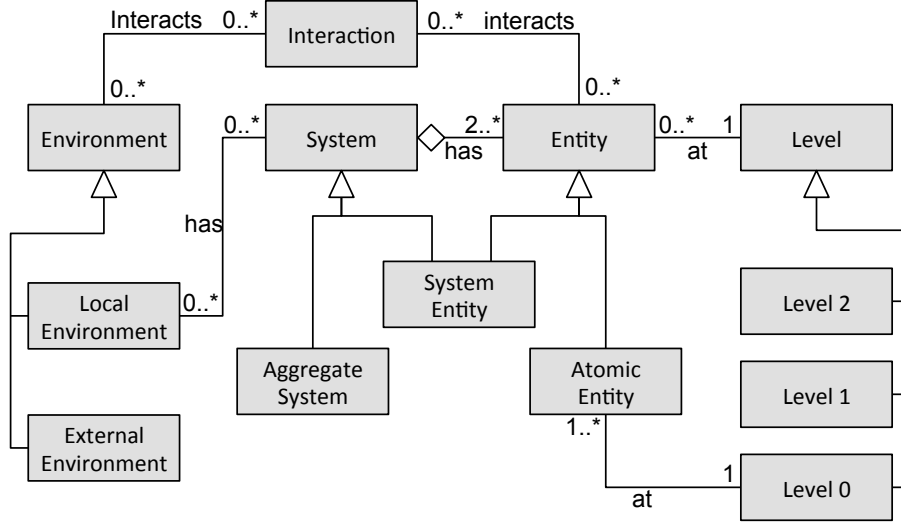 Interacts
0..*
Interaction
0..*
interacts
0..*
0..*
Environment
0..*
System
2..*
has
Entity
0..*
at
1
Level
has
0..*
Local
Environment
System
Entity
Level 2
Aggregate
System
Atomic
Entity
Level 1
1..*
External
Environment
at
1
Level 0